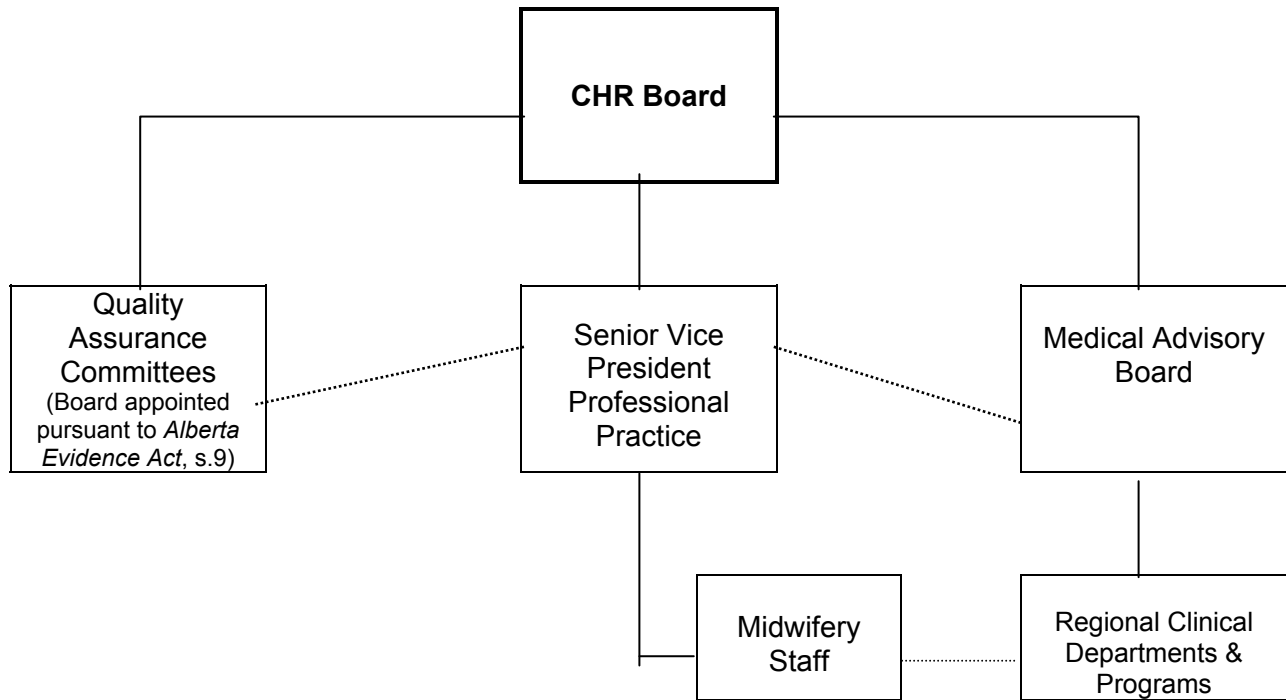 CHR Board
Quality
Assurance
Committees
(Board appointed
pursuant to Alberta
Evidence Act, s.9)
Senior Vice
President
Professional
Practice
Medical Advisory
Board
Midwifery
Staff
Regional Clinical
Departments &
Programs